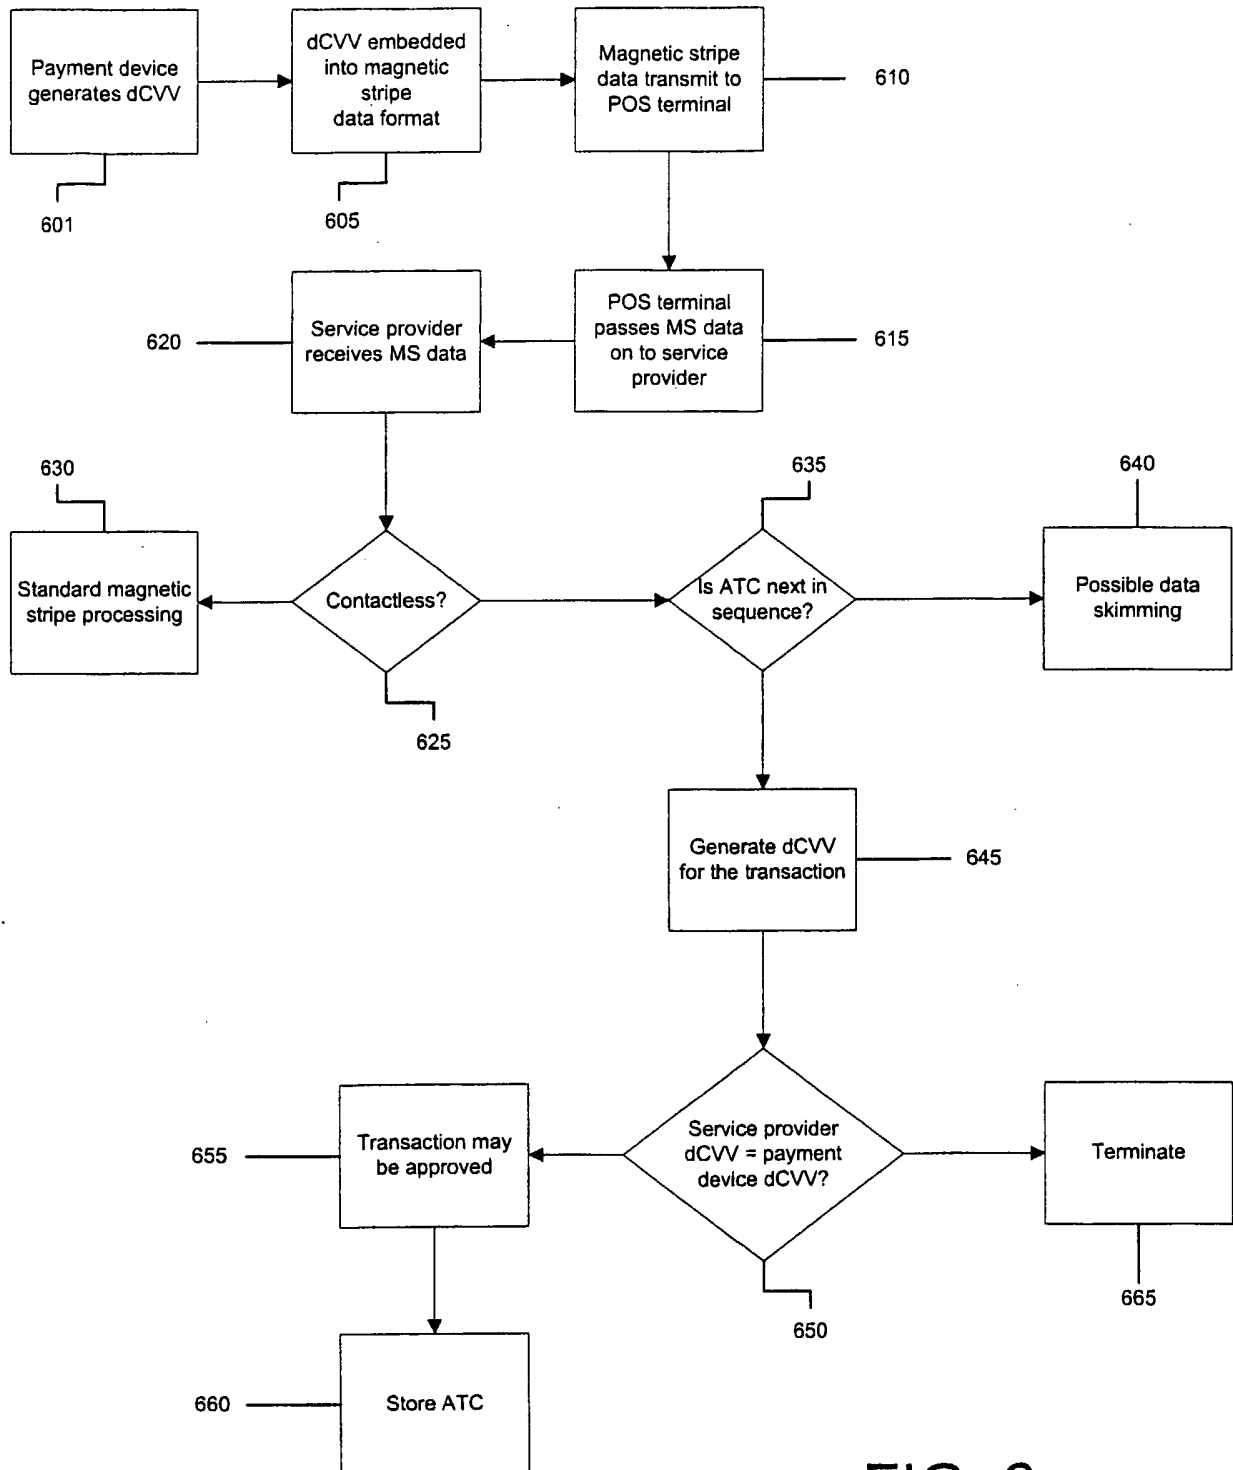 Payment device
generates dCVV
601
dCVV embedded
into magnetic
stripe
data format
605
Magnetic stripe
data transmit to
POS terminal
610
POS terminal
passes MS data
on to service
provider
615
Service provider
receives MS data
620
Contactless?
625
Standard magnetic
stripe processing
630
Is ATC next in
sequence?
635
Possible data
skimming
640
Generate dCVV
for the transaction
645
Service provider
dCVV = payment
device dCVV?
650
Transaction may
be approved
655
Store ATC
660
Terminate
665